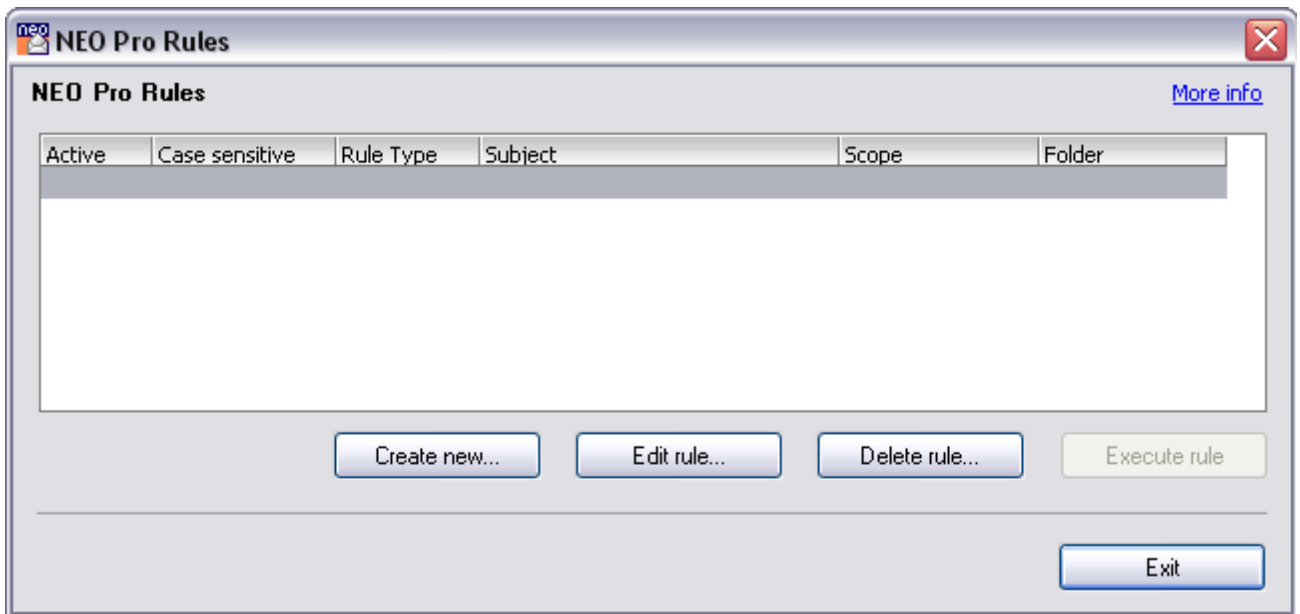 neo NEO Pro Rules
NEO Pro Rules More info
Active Case sensitive Rule Type Subject Scope Folder
Create new... Edit rule... Delete rule... Execute rule
Exit